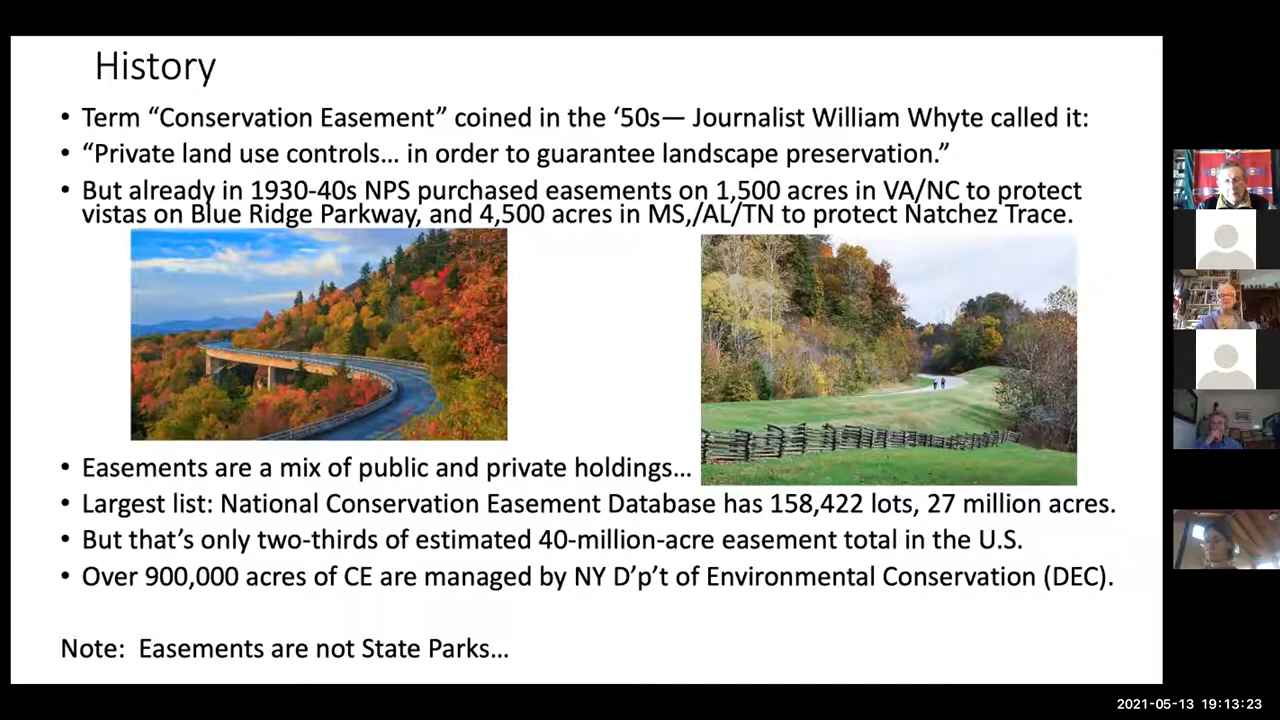 History
• Term “Conservation Easement” coined in the ‘50s— Journalist William Whyte called it:
• “Private land use controls… in order to guarantee landscape preservation.”
• But already in 1930-40s NPS purchased easements on 1,500 acres in VA/NC to protect
vistas on Blue Ridge Parkway, and 4,500 acres in MS,/AL/TN to protect Natchez Trace.
• Easements are a mix of public and private holdings…
• Largest list: National Conservation Easement Database has 158,422 lots, 27 million acres.
• But that’s only two-thirds of estimated 40-million-acre easement total in the U.S.
• Over 900,000 acres of CE are managed by NY D’p’t of Environmental Conservation (DEC).
Note:  Easements are not State Parks…
2021-05-13 19:13:23